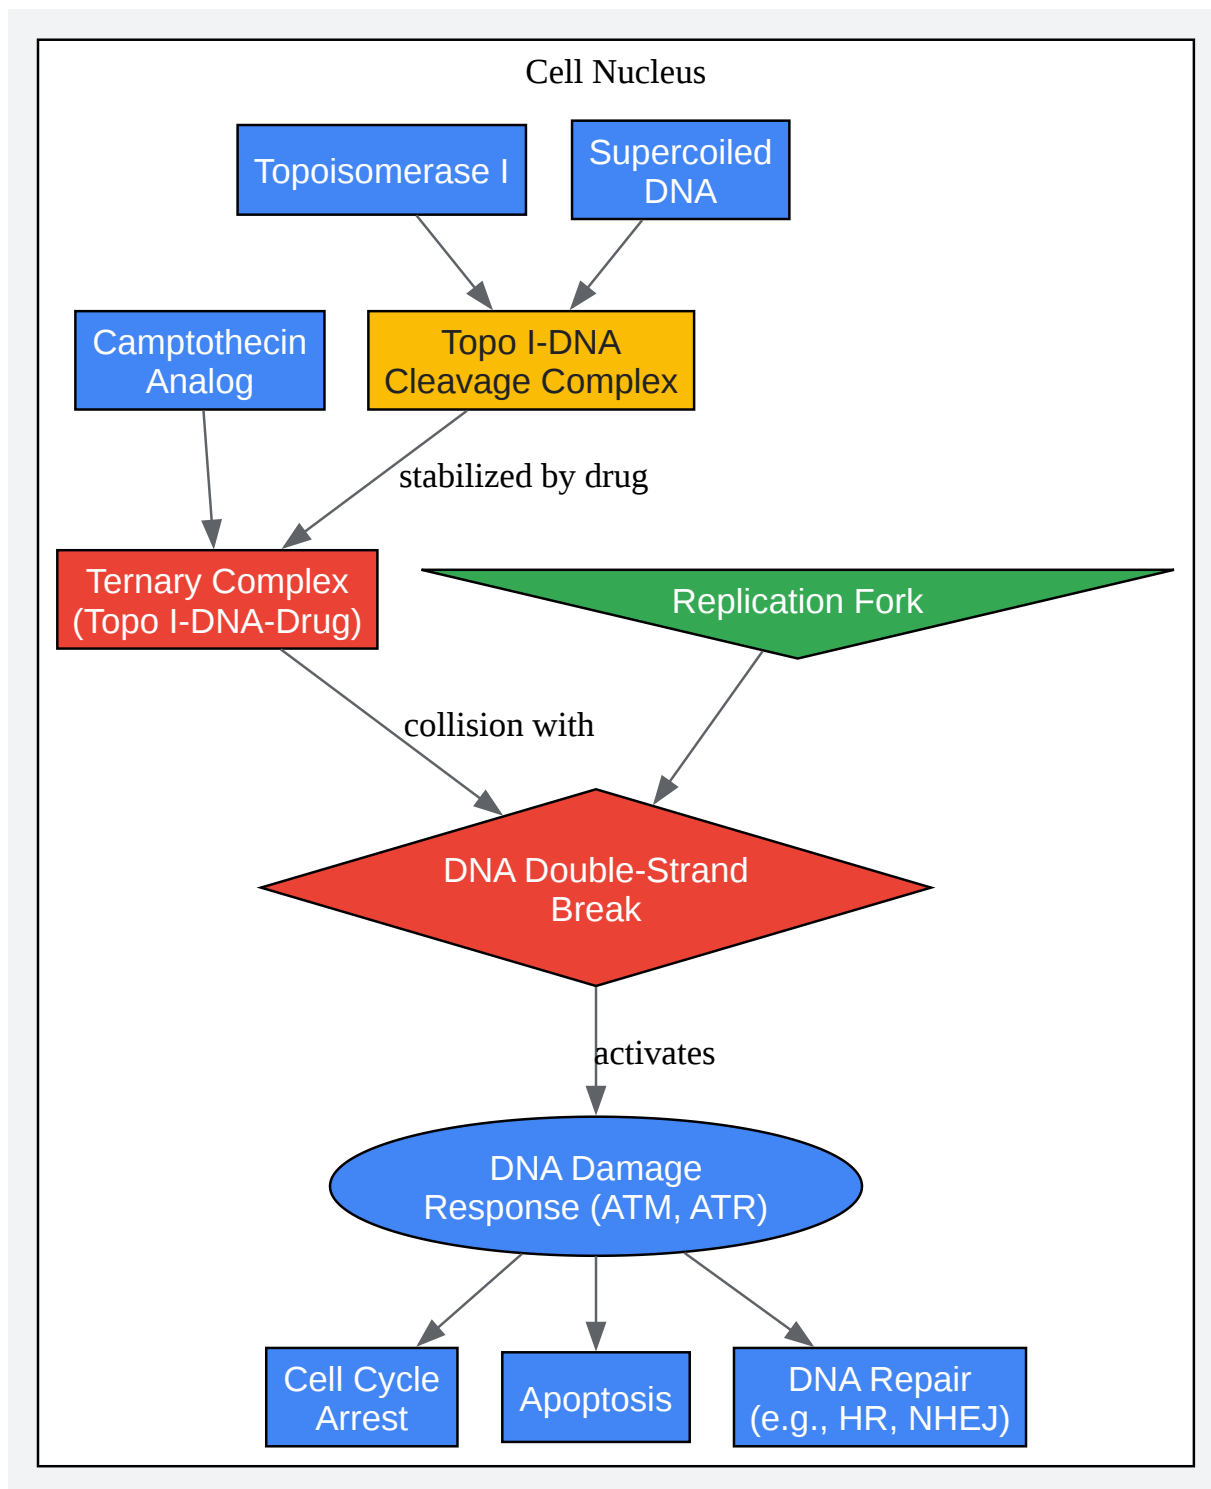 Cell Nucleus
Topoisomerase I
Supercoiled
DNA
Camptothecin
Analog
Topo I-DNA
Cleavage Complex
stabilized by drug
Ternary Complex
(Topo I-DNA-Drug)
Replication Fork
collision with
DNA Double-Strand
Break
activates
DNA Damage
Response (ATM, ATR)
Cell Cycle
Arrest
Apoptosis
DNA Repair
(e.g., HR, NHEJ)